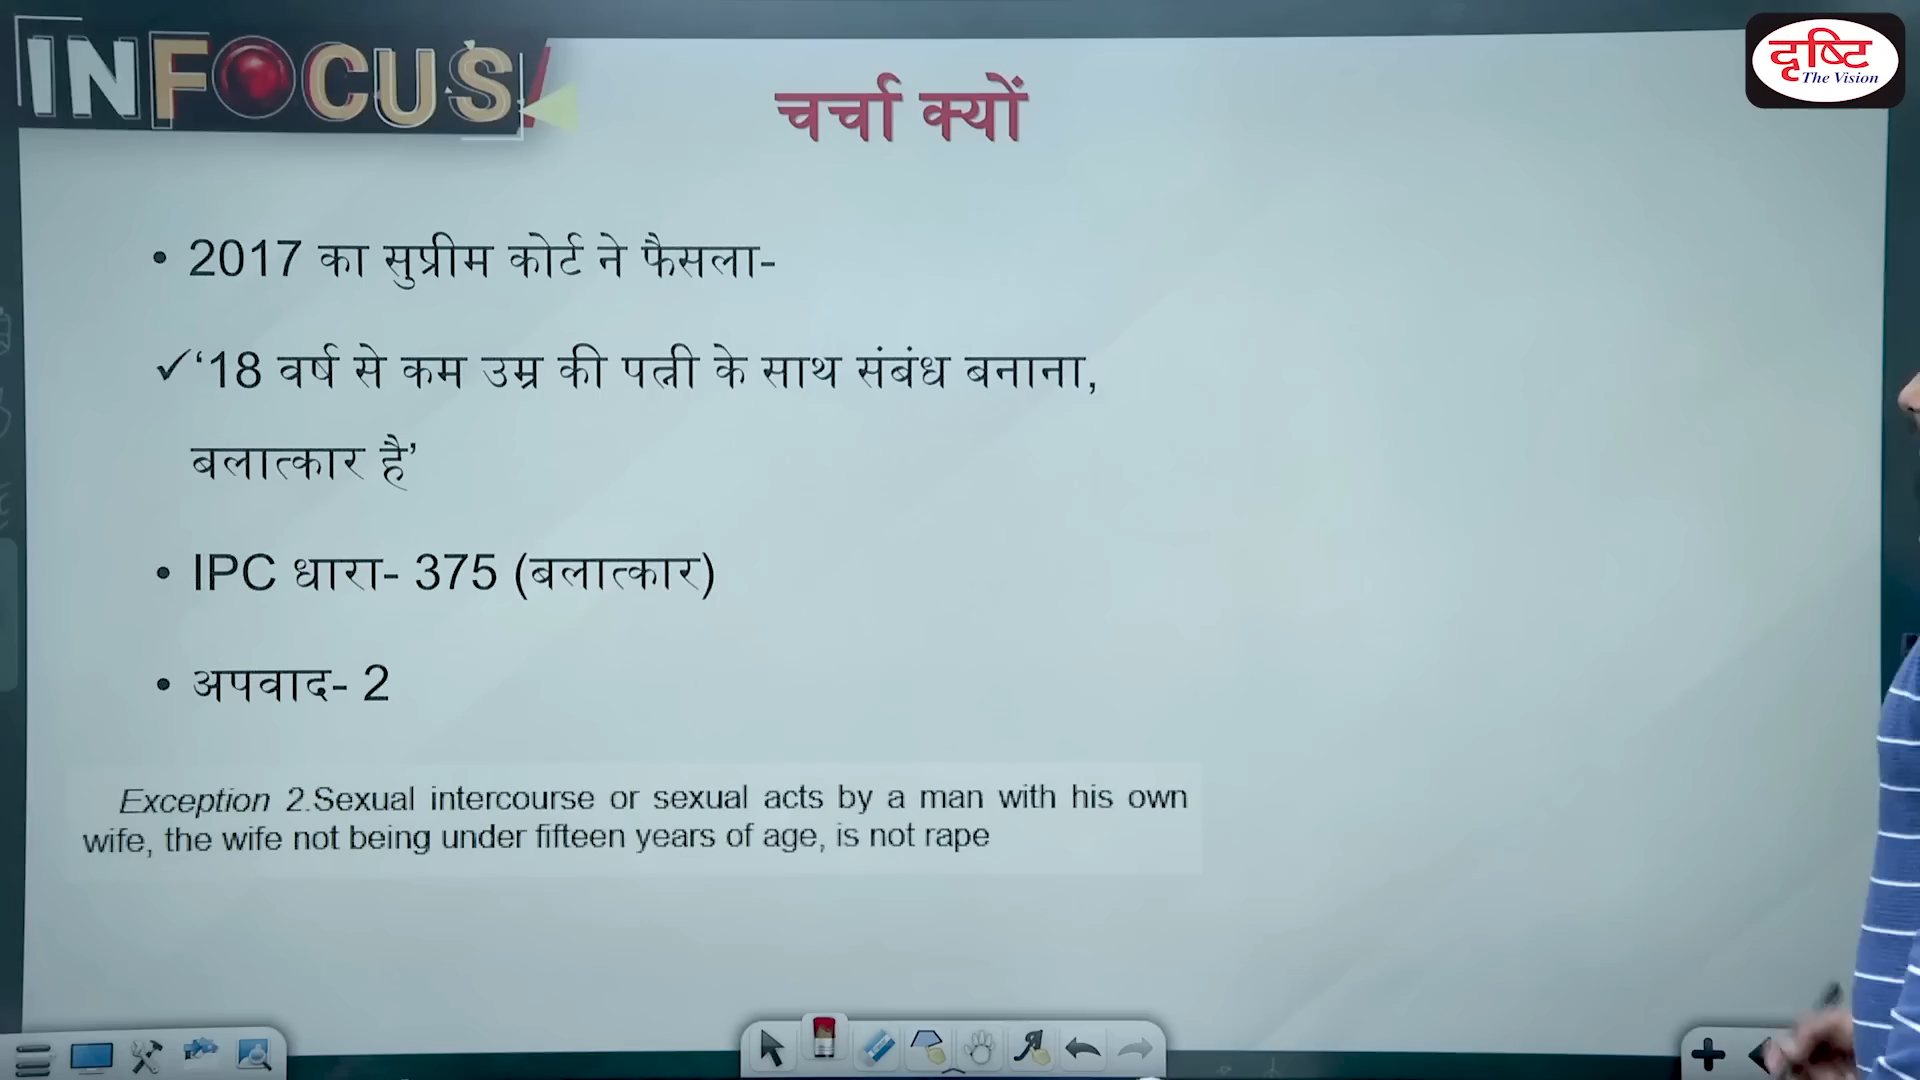 INFOCUS!
दृष्टि
The Vision
चर्चा क्यों
• 2017 का सुप्रीम कोर्ट ने फैसला-
✓‘18 वर्ष से कम उम्र की पत्नी के साथ संबंध बनाना,
बलात्कार है’
• IPC धारा- 375 (बलात्कार)
• अपवाद- 2
Exception 2.Sexual intercourse or sexual acts by a man with his own
wife, the wife not being under fifteen years of age, is not rape